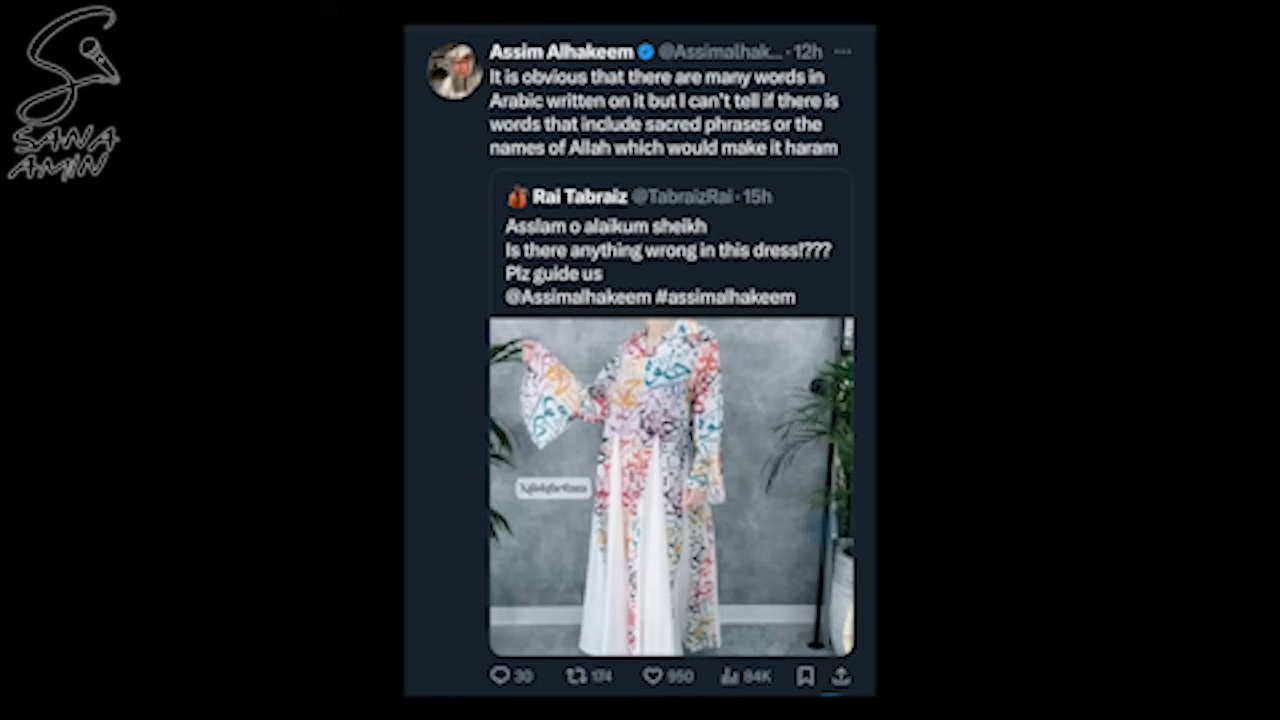 SANA
AMIN
Assim Alhakeem @Assimalhak... · 12h
It is obvious that there are many words in
Arabic written on it but I can't tell if there is
words that include sacred phrases or the
names of Allah which would make it haram
Rai Tabraiz @TabraizRai · 15h
Asslam o alaikum sheikh
Is there anything wrong in this dress!???
Plz guide us
@Assimalhakeem #assimalhakeem
30 174 950 84K